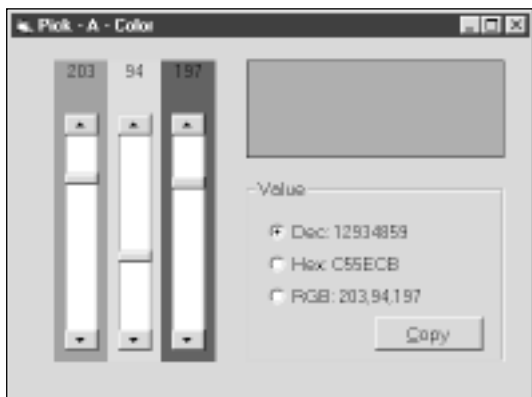 Pick - A - Color
203 94 197
Value
Dec: 12934859
Hex: C55ECB
RGB: 203,94,197
Copy